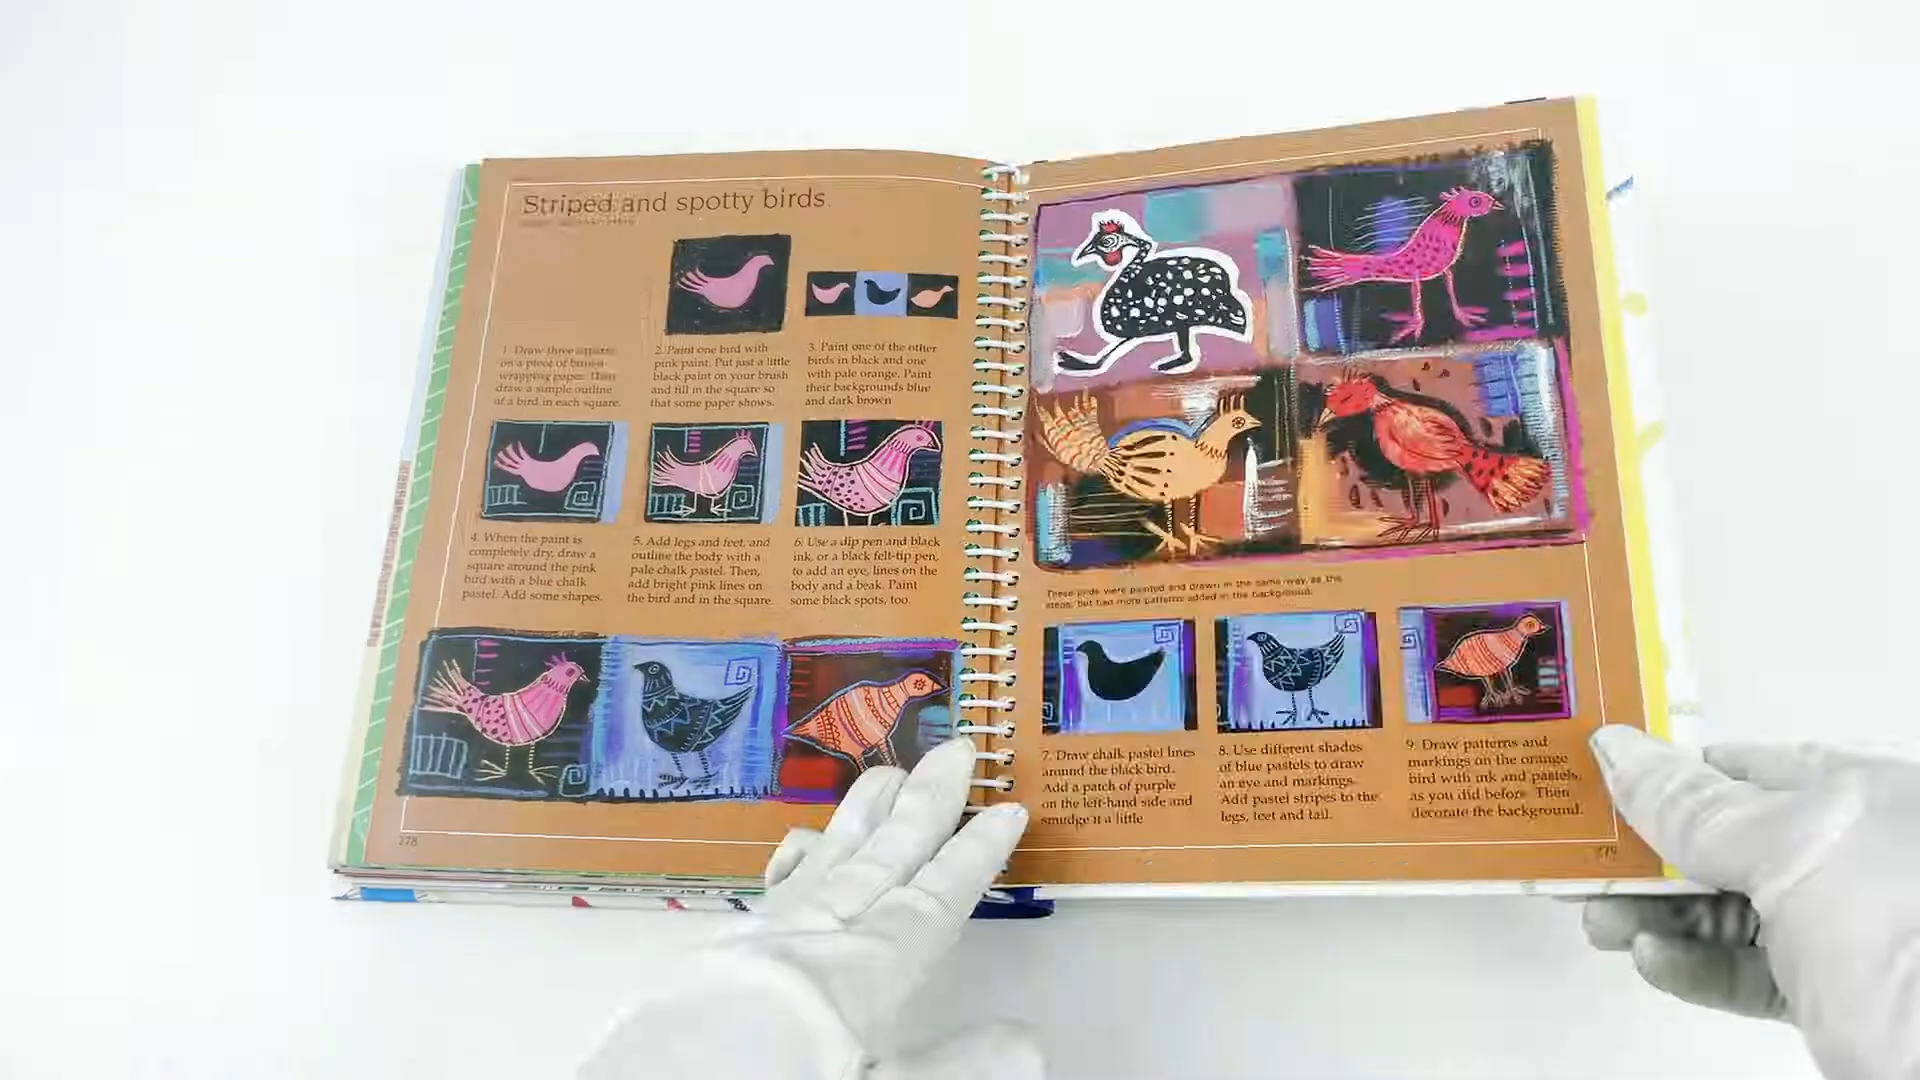 Striped and spotty birds
1. Draw three squares
on a piece of brown
wrapping paper. Then
draw a simple outline
of a bird in each square.
2. Paint one bird with
pink paint. Put just a little
black paint on your brush
and fill in the square so
that some paper shows.
3. Paint one of the other
birds in black and one
with pale orange. Paint
their backgrounds blue
and dark brown
4. When the paint is
completely dry, draw a
square around the pink
bird with a blue chalk
pastel. Add some shapes.
5. Add legs and feet, and
outline the body with a
pale chalk pastel. Then,
add bright pink lines on
the bird and in the square.
6. Use a dip pen and black
ink, or a black felt-tip pen,
to add an eye, lines on the
body and a beak. Paint
some black spots, too.
278
These birds were painted and drawn in the same way as the
steps, but had more patterns added in the background.
7. Draw chalk pastel lines
around the black bird.
Add a patch of purple
on the left-hand side and
smudge it a little
8. Use different shades
of blue pastels to draw
an eye and markings.
Add pastel stripes to the
legs, feet and tail.
9. Draw patterns and
markings on the orange
bird with ink and pastels,
as you did before. Then
decorate the background.
279